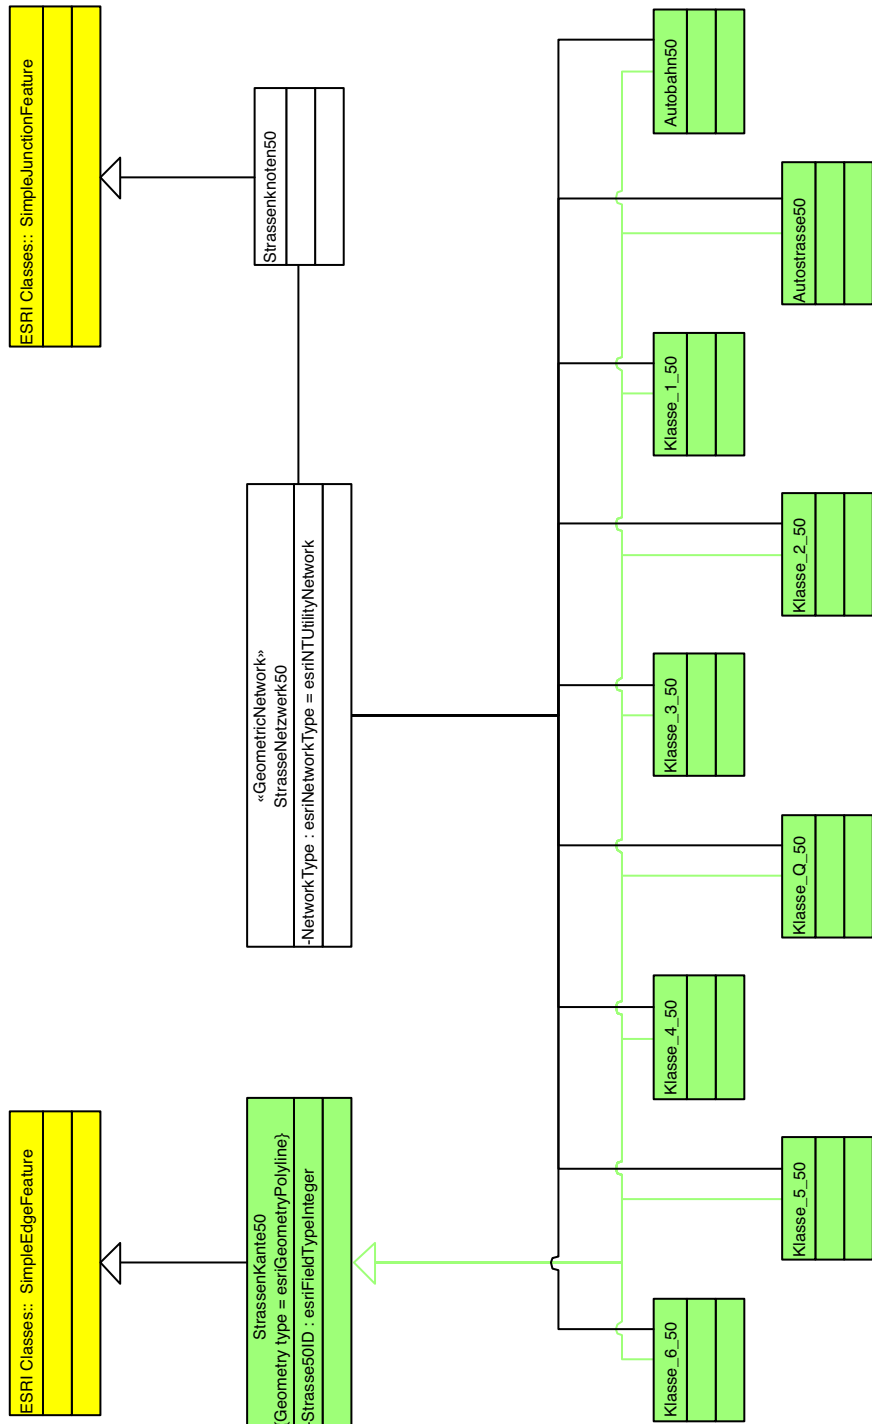 ESRI Classes:: SimpleEdgeFeature
ESRI Classes:: SimpleJunctionFeature
StrassenKante50
{Geometry type = esriGeometryPolyline}
-Strasse50ID : esriFieldTypeInteger
«GeometricNetwork»
StrasseNetzwerk50
-NetworkType : esriNetworkType = esriNTUtilityNetwork
Strassenknoten50
Klasse_6_50
Klasse_5_50
Klasse_4_50
Klasse_Q_50
Klasse_3_50
Klasse_2_50
Klasse_1_50
Autostrasse50
Autobahn50